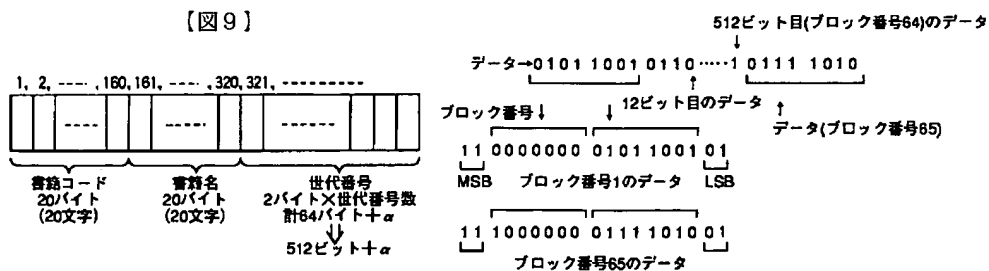 【図9】
1, 2, ----- , 160, 161, ----- , 320, 321, ----------
書籍コード
20バイト
(20文字)
書籍名
20バイト
(20文字)
世代番号
2バイト×世代番号数
計64バイト+α
512ビット+α
512ビット目(ブロック番号64)のデータ
データ→0101 1001 0110 ‥‥‥ 1 0111 1010
12ビット目のデータ
データ(ブロック番号65)
ブロック番号
11 0000000 01011001 01
MSB ブロック番号1のデータ LSB
11 1000000 01111010 01
ブロック番号65のデータ